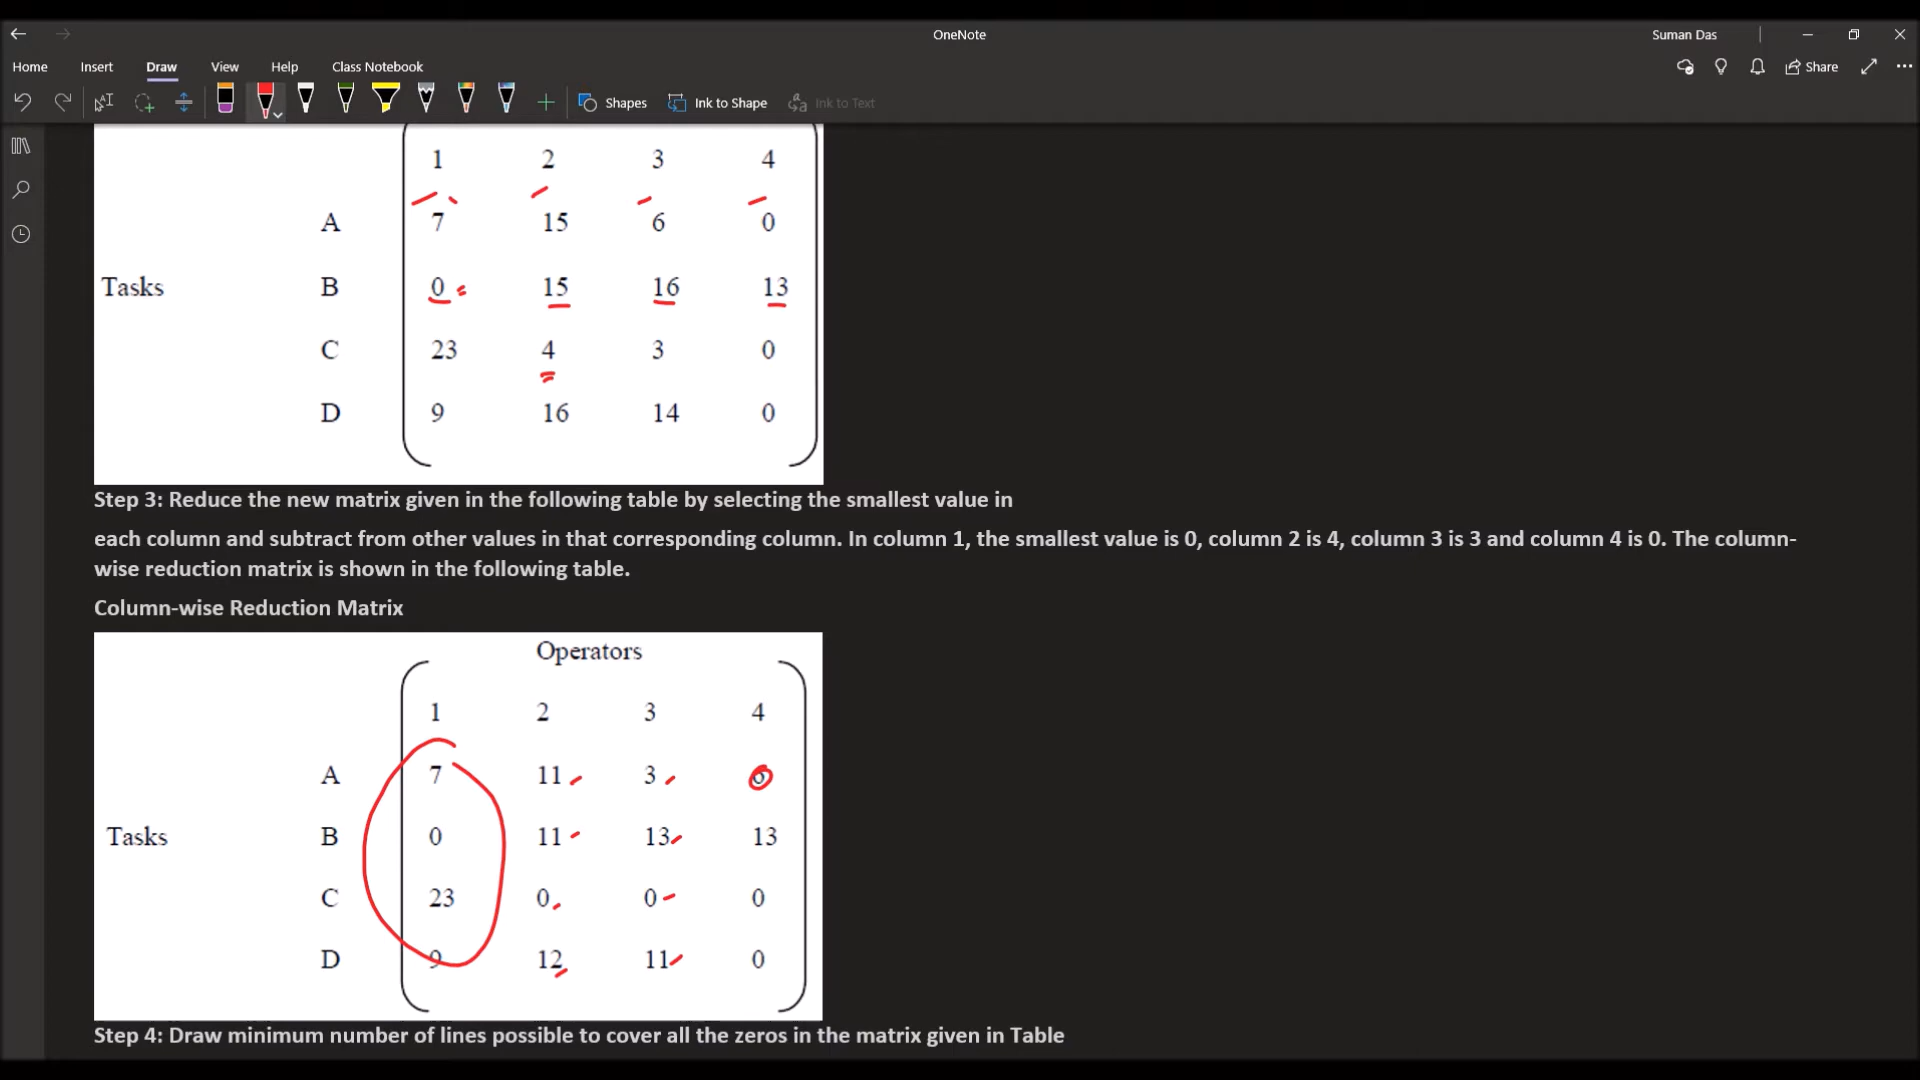 OneNote
Suman Das
Home Insert Draw View Help Class Notebook
Share
Shapes Ink to Shape Ink to Text
1 2 3 4
A 7 15 6 0
Tasks B 0 15 16 13
C 23 4 3 0
D 9 16 14 0
Step 3: Reduce the new matrix given in the following table by selecting the smallest value in
each column and subtract from other values in that corresponding column. In column 1, the smallest value is 0, column 2 is 4, column 3 is 3 and column 4 is 0. The column-
wise reduction matrix is shown in the following table.
Column-wise Reduction Matrix
Operators
1 2 3 4
A 7 11 3
Tasks B 0 11 13 13
C 23 0 0 0
D 9 12 11 0
Step 4: Draw minimum number of lines possible to cover all the zeros in the matrix given in Table